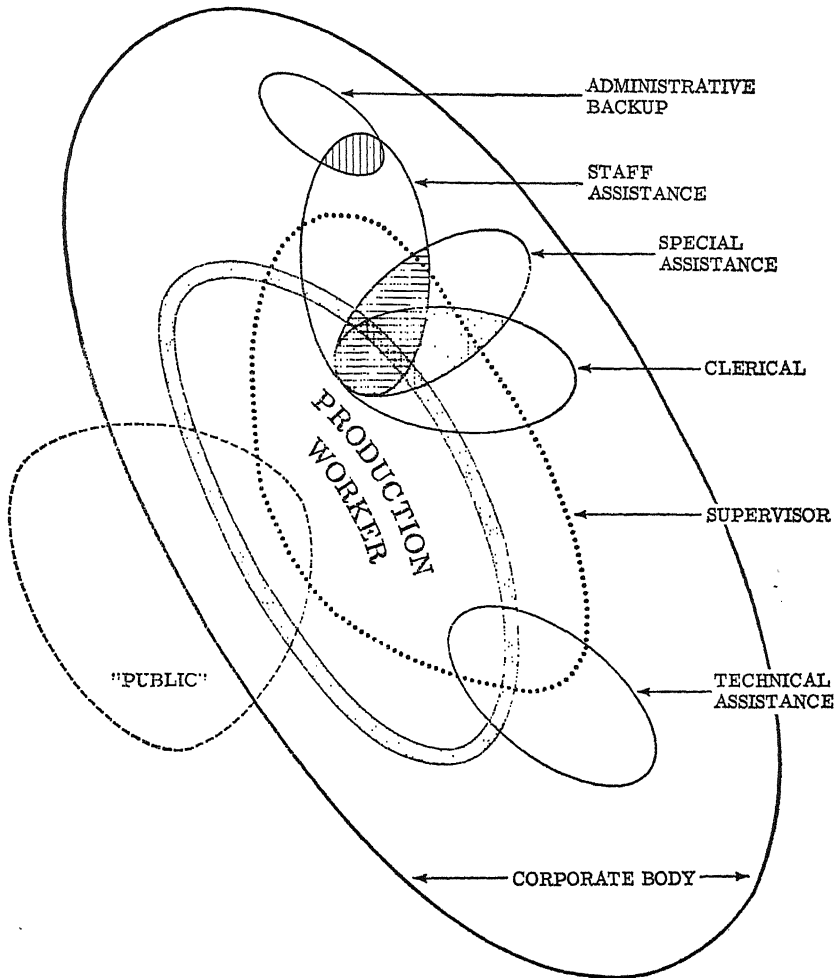 ADMINISTRATIVE
BACKUP
STAFF
ASSISTANCE
SPECIAL
ASSISTANCE
CLERICAL
PRODUCTION
WORKER
SUPERVISOR
"PUBLIC"
TECHNICAL
ASSISTANCE
CORPORATE BODY